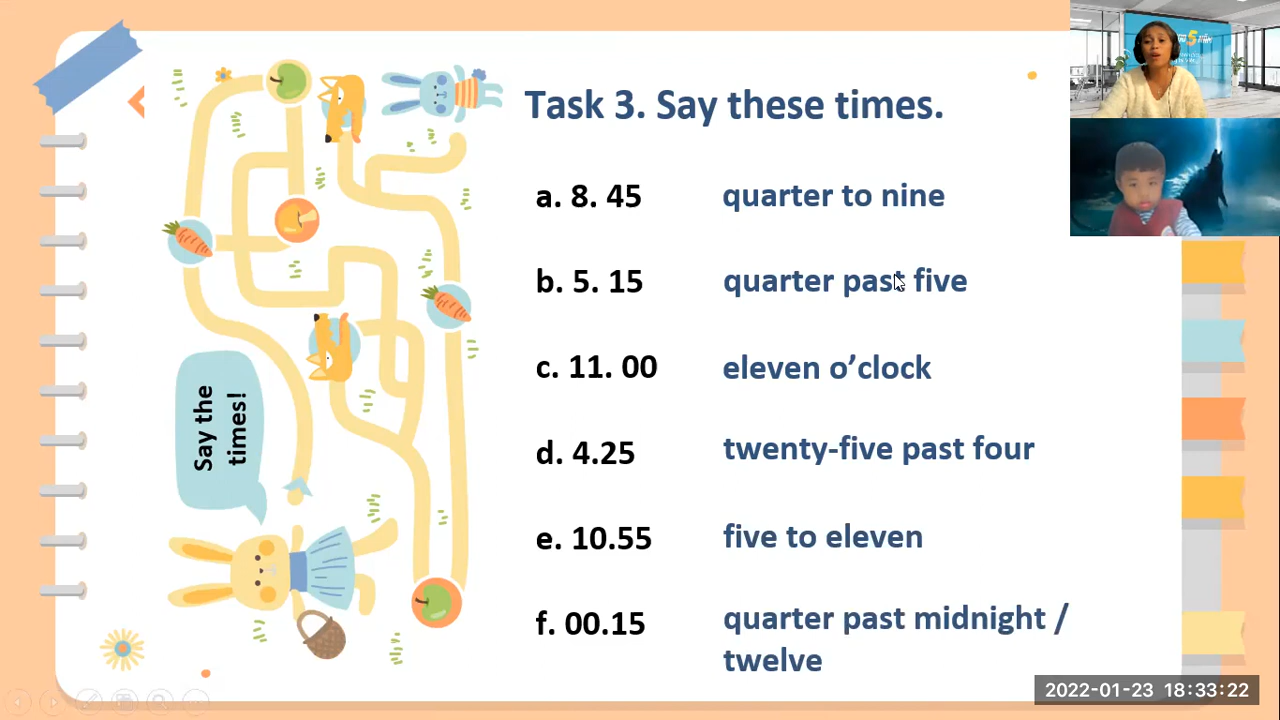 Task 3. Say these times.
a. 8. 45 quarter to nine
b. 5. 15 quarter past five
c. 11. 00 eleven o’clock
d. 4.25 twenty-five past four
e. 10.55 five to eleven
f. 00.15 quarter past midnight /
twelve
Say the
times!
2022-01-23 18:33:22